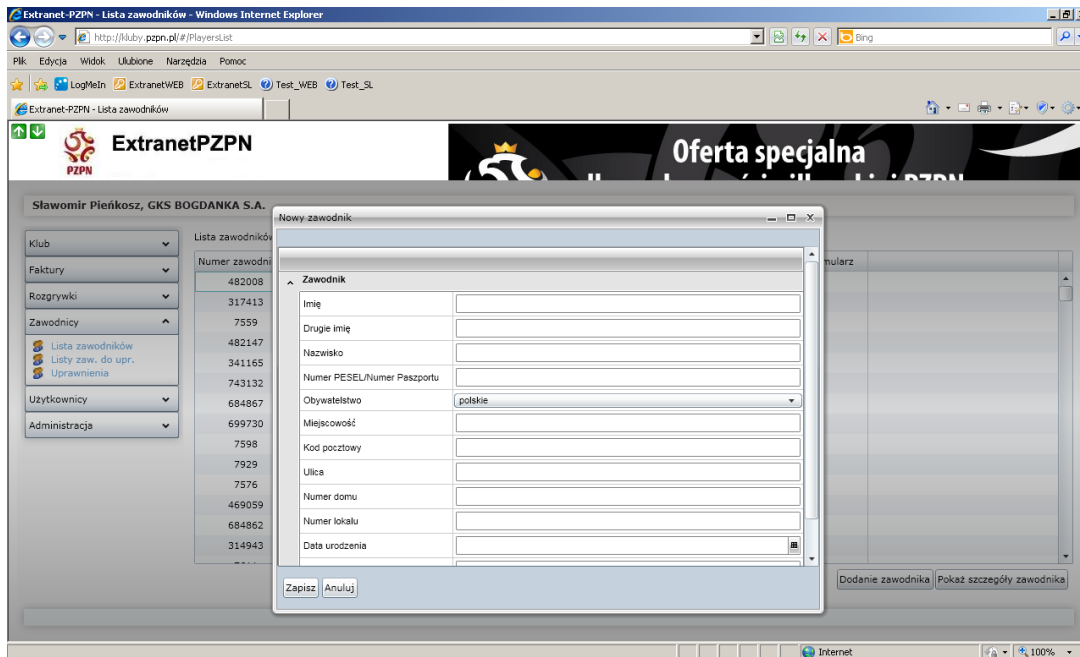 Extranet-PZPN - Lista zawodników - Windows Internet Explorer
http://kluby.pzpn.pl/#/PlayersList
Bing
Plik Edycja Widok Ulubione Narzędzia Pomoc
LogMeIn ExtranetWEB ExtranetSL Test_WEB Test_SL
Extranet-PZPN - Lista zawodników
PZPN
ExtranetPZPN
Oferta specjalna
Sławomir Pieńkosz, GKS BOGDANKA S.A.
Klub
Faktury
Rozgrywki
Zawodnicy
Lista zawodników
Listy zaw. do upr.
Uprawnienia
Użytkownicy
Administracja
Lista zawodników
Numer zawodni
482008
317413
7559
482147
341165
743132
684867
699730
7598
7929
7576
469059
684862
314943
mularz
Nowy zawodnik
Zawodnik
Imię
Drugie imię
Nazwisko
Numer PESEL/Numer Paszportu
Obywatelstwo polskie
Miejscowość
Kod pocztowy
Ulica
Numer domu
Numer lokalu
Data urodzenia
Zapisz Anuluj
Dodanie zawodnika Pokaż szczegóły zawodnika
Internet 100%